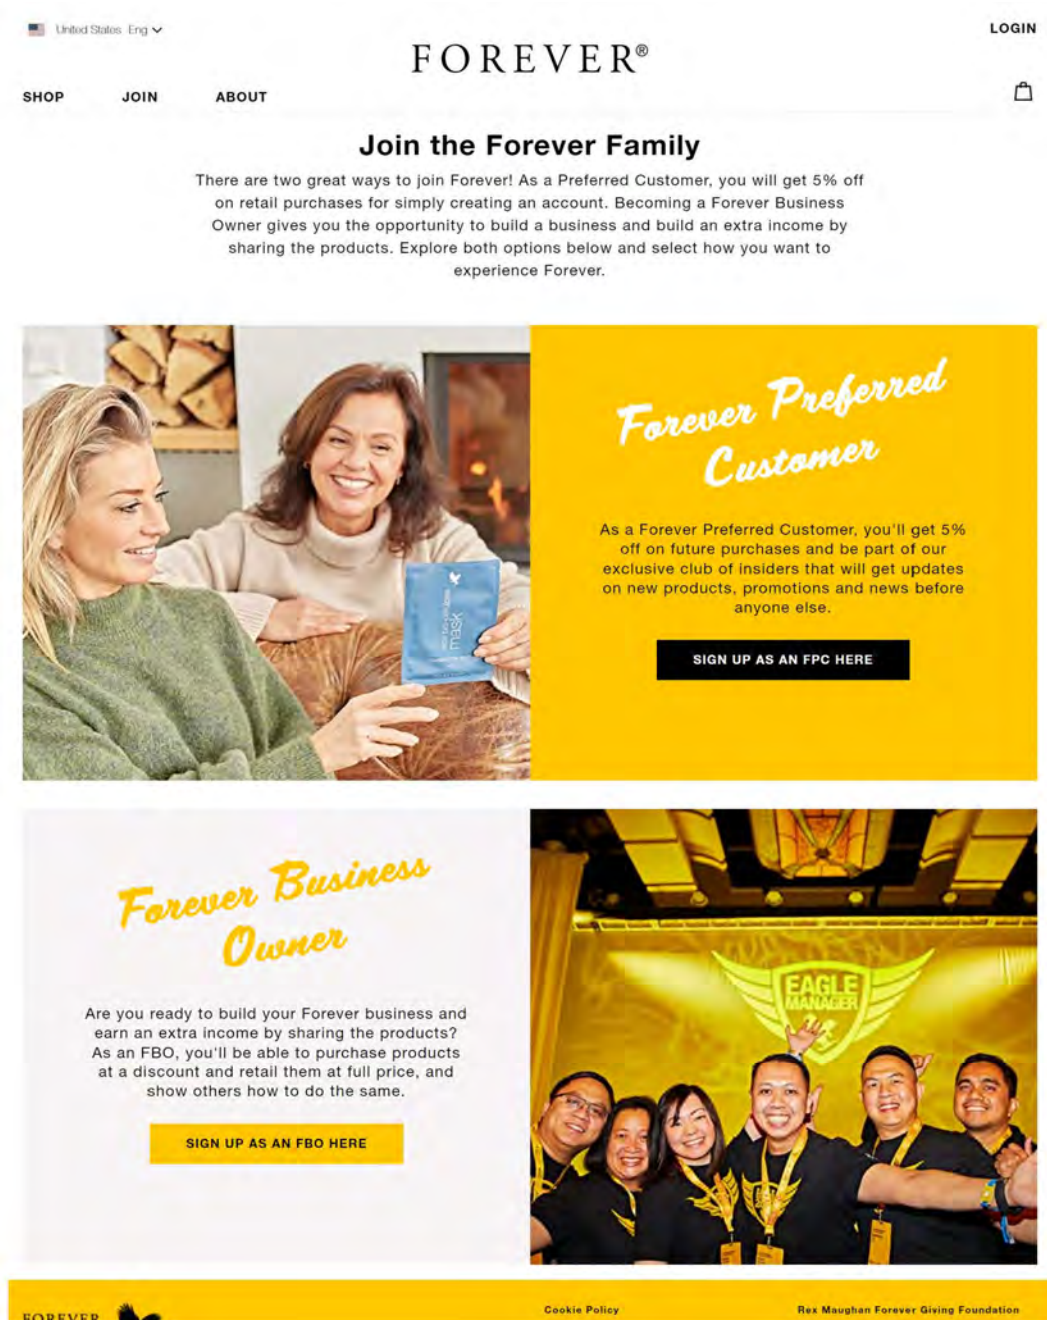 United States Eng
LOGIN
FOREVER®
SHOP
JOIN
ABOUT
Join the Forever Family
There are two great ways to join Forever! As a Preferred Customer, you will get 5% off
on retail purchases for simply creating an account. Becoming a Forever Business
Owner gives you the opportunity to build a business and build an extra income by
sharing the products. Explore both options below and select how you want to
experience Forever.
Forever Preferred
Customer
As a Forever Preferred Customer, you'll get 5%
off on future purchases and be part of our
exclusive club of insiders that will get updates
on new products, promotions and news before
anyone else.
SIGN UP AS AN FPC HERE
mask
Forever Business
Owner
Are you ready to build your Forever business and
earn an extra income by sharing the products?
As an FBO, you'll be able to purchase products
at a discount and retail them at full price, and
show others how to do the same.
SIGN UP AS AN FBO HERE
EAGLE
MANAGER
FOREVER
Cookie Policy
Rex Maughan Forever Giving Foundation